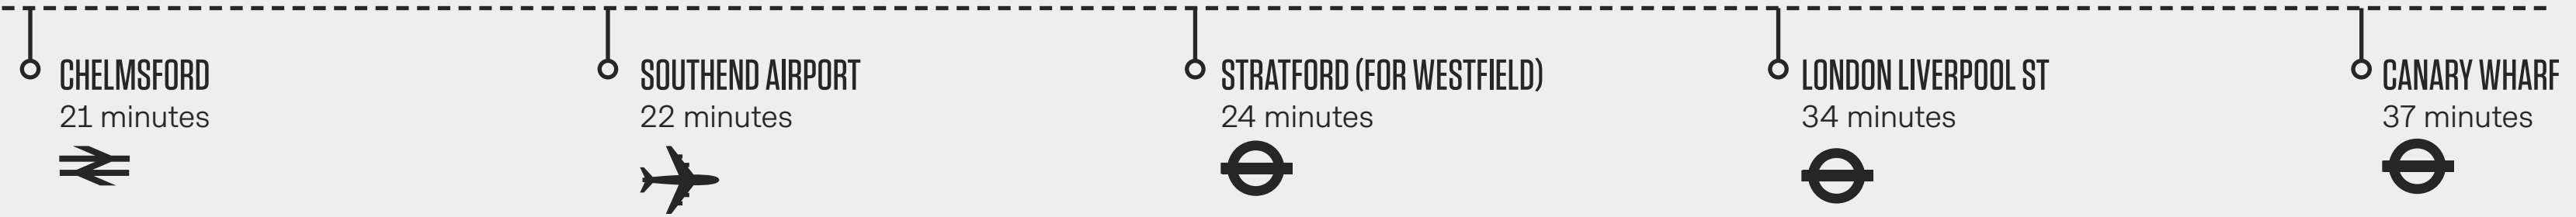 CHELMSFORD
21 minutes
SOUTHEND AIRPORT
22 minutes
STRATFORD (FOR WESTFIELD)
24 minutes
LONDON LIVERPOOL ST
34 minutes
CANARY WHARF
37 minutes